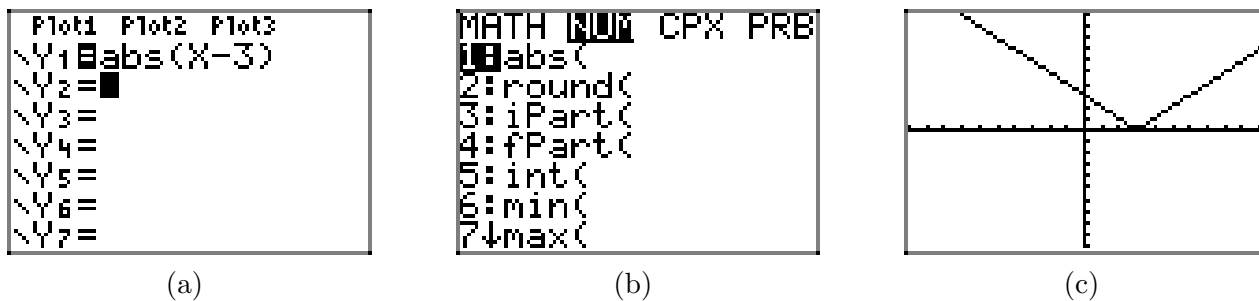 Plot1 Plot2 Plot3
\Y1=abs(X-3)
\Y2=
\Y3=
\Y4=
\Y5=
\Y6=
\Y7=
(a)
MATH NUM CPX PRB
1:abs(
2:round(
3:iPart(
4:fPart(
5:int(
6:min(
7↓max(
(b)
(c)